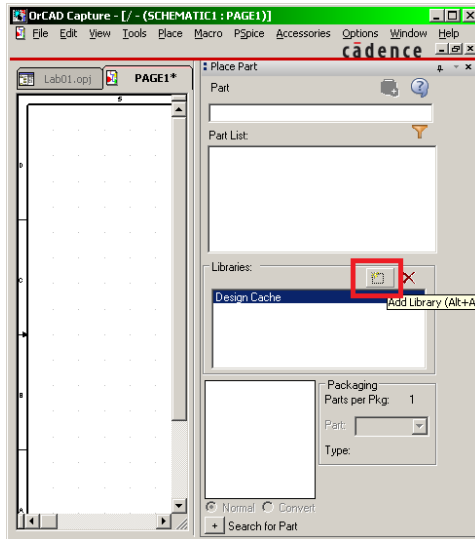 OrCAD Capture - [/ - (SCHEMATIC1 : PAGE1)]
File Edit View Tools Place Macro PSpice Accessories Options Window Help
cādence
Lab01.opj PAGE1*
5
D
C
B
A
Place Part
Part
Part List:
Libraries:
Add Library (Alt+A
Design Cache
Packaging
Parts per Pkg: 1
Part:
Type:
Normal Convert
+ Search for Part